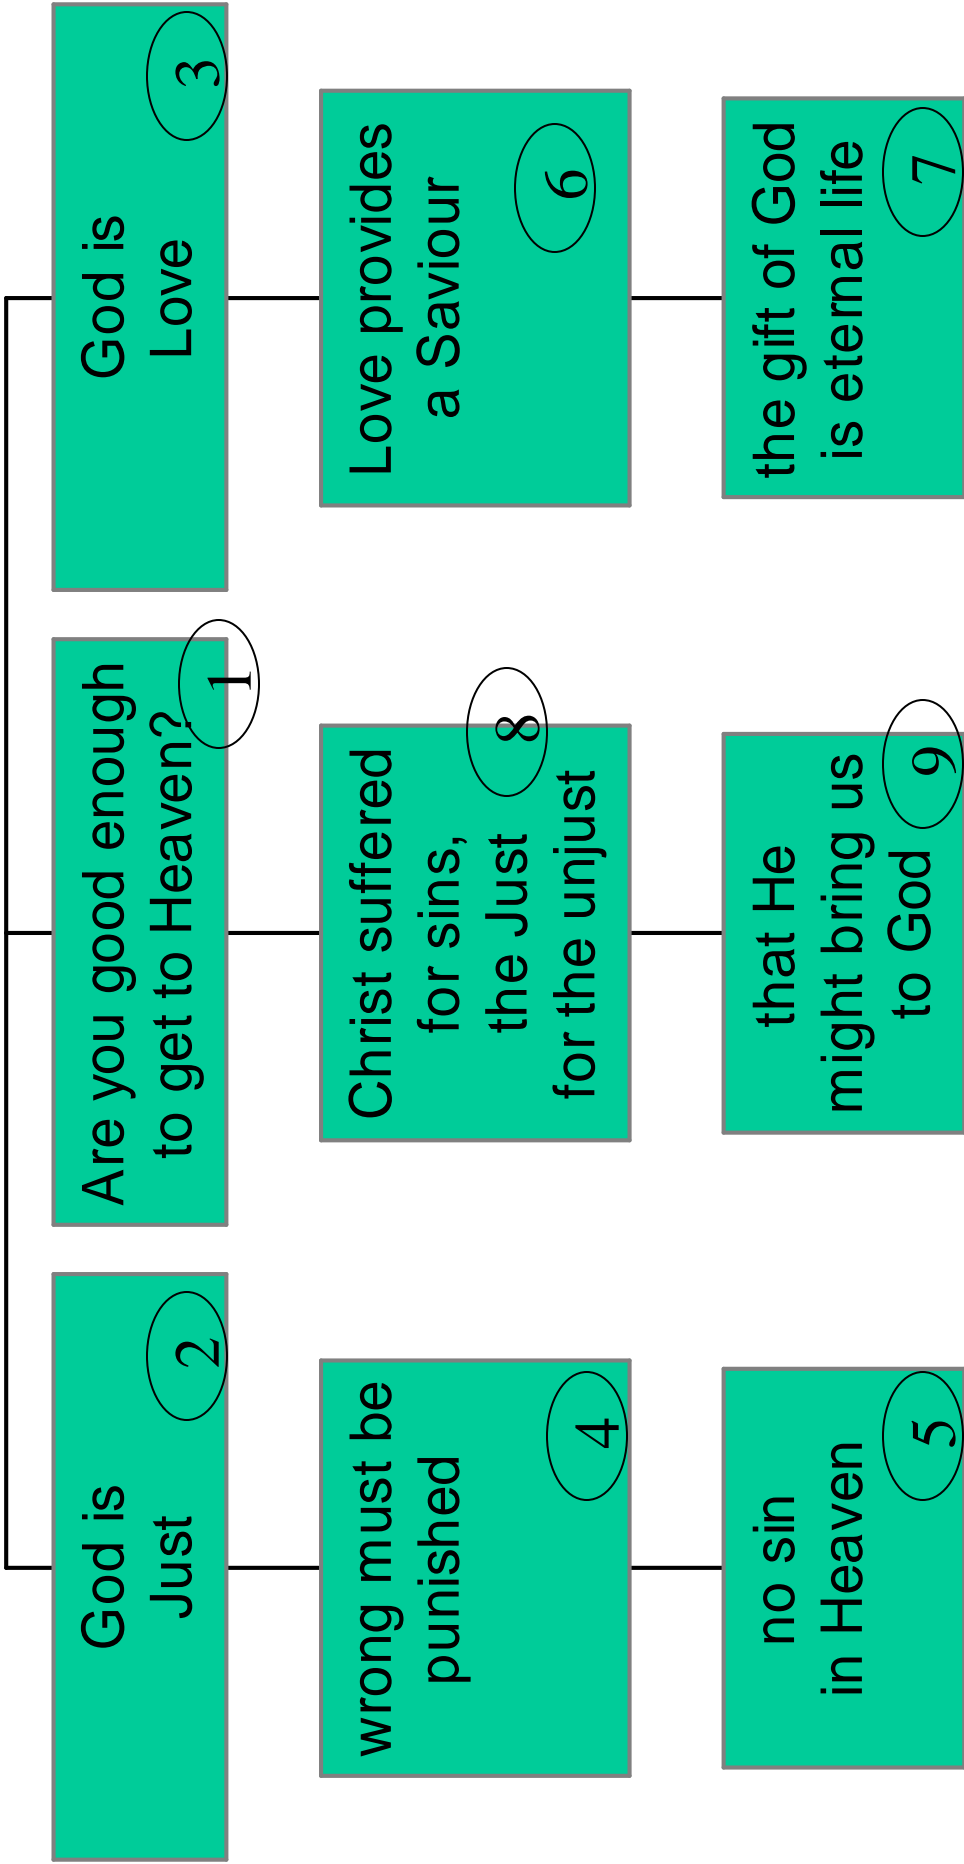 God is
Just
2
Are you good enough
to get to Heaven?
1
God is
Love
3
wrong must be
punished
4
Christ suffered
for sins,
the Just
for the unjust
8
Love provides
a Saviour
6
no sin
in Heaven
5
that He
might bring us
to God
9
the gift of God
is eternal life
7